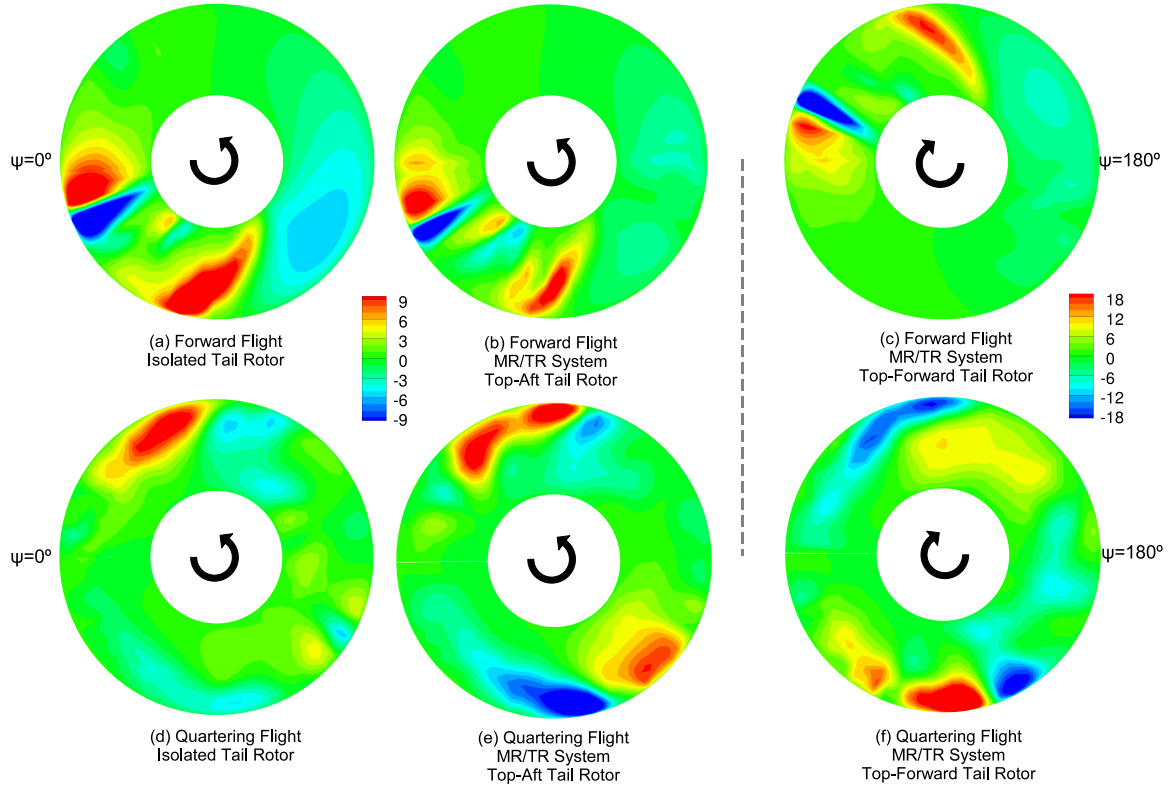 ψ=0º
ψ=180º
(a) Forward Flight
Isolated Tail Rotor
(b) Forward Flight
MR/TR System
Top-Aft Tail Rotor
(c) Forward Flight
MR/TR System
Top-Forward Tail Rotor
9
6
3
0
-3
-6
-9
18
12
6
0
-6
-12
-18
ψ=0º
ψ=180º
(d) Quartering Flight
Isolated Tail Rotor
(e) Quartering Flight
MR/TR System
Top-Aft Tail Rotor
(f) Quartering Flight
MR/TR System
Top-Forward Tail Rotor